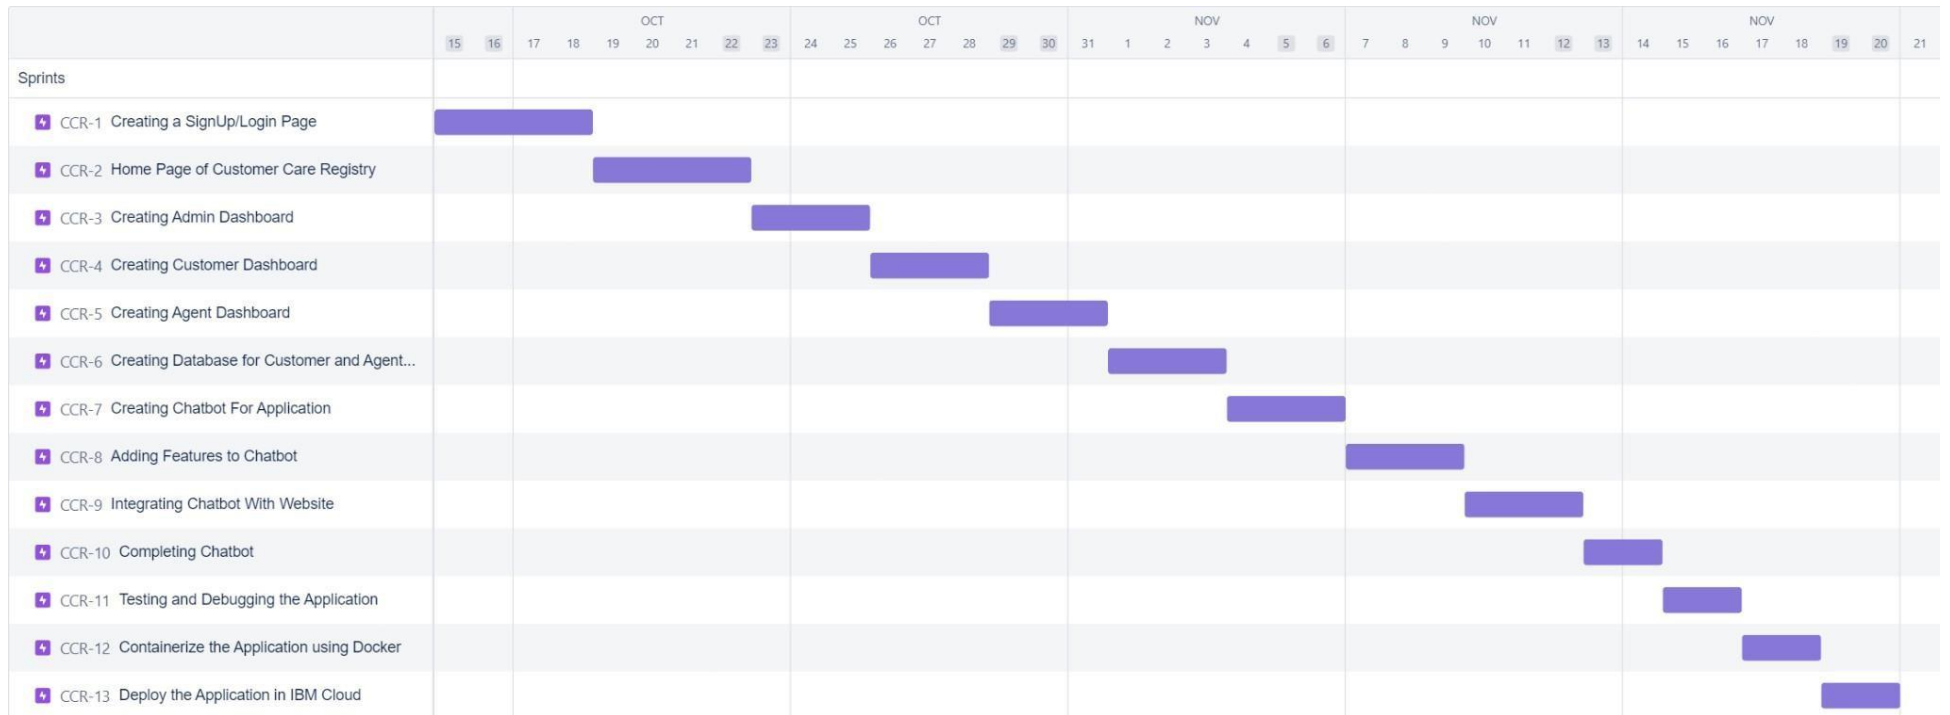 OCT OCT NOV NOV NOV
15 16 17 18 19 20 21 22 23 24 25 26 27 28 29 30 31 1 2 3 4 5 6 7 8 9 10 11 12 13 14 15 16 17 18 19 20 21
Sprints
CCR-1 Creating a SignUp/Login Page
CCR-2 Home Page of Customer Care Registry
CCR-3 Creating Admin Dashboard
CCR-4 Creating Customer Dashboard
CCR-5 Creating Agent Dashboard
CCR-6 Creating Database for Customer and Agent...
CCR-7 Creating Chatbot For Application
CCR-8 Adding Features to Chatbot
CCR-9 Integrating Chatbot With Website
CCR-10 Completing Chatbot
CCR-11 Testing and Debugging the Application
CCR-12 Containerize the Application using Docker
CCR-13 Deploy the Application in IBM Cloud